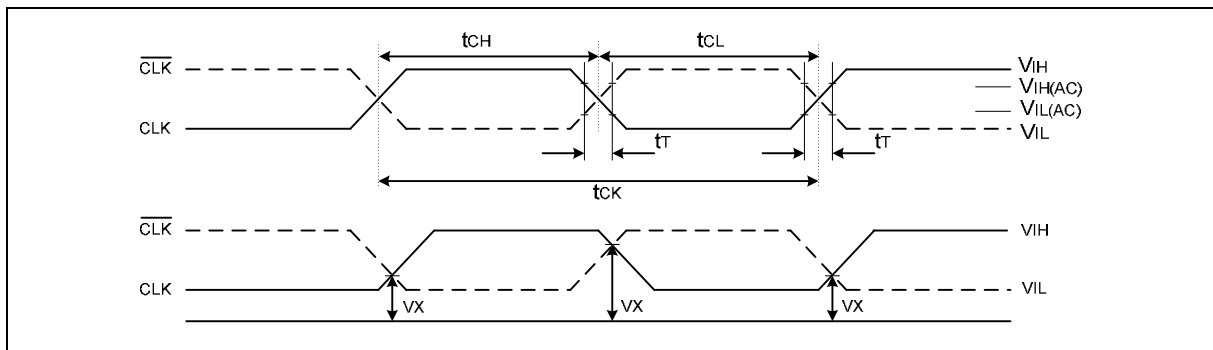 tCH tCL
CLK VIH
VIH(AC)
VIL(AC)
CLK VIL
tT tT
tCK
CLK VIH
CLK VIL
VX VX VX